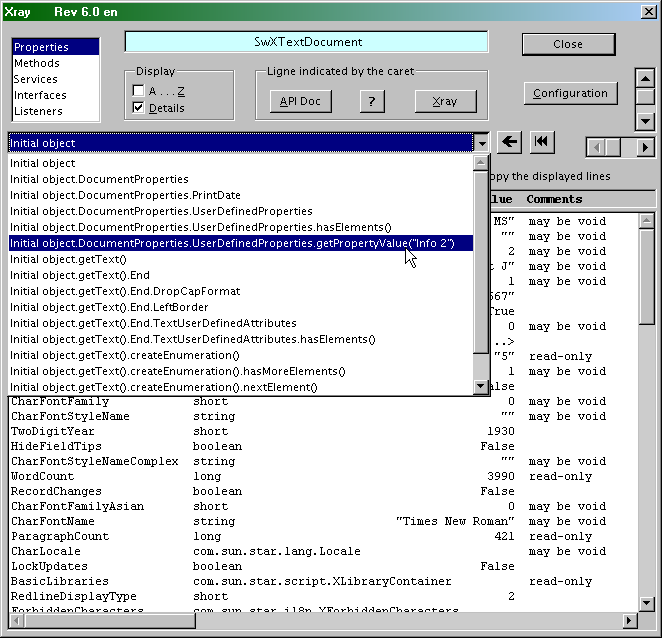 Xray Rev 6.0 en
Properties
Methods
Services
Interfaces
Listeners
SwXTextDocument
Close
Display
A . . . Z
Details
Ligne indicated by the caret
API Doc
?
Xray
Configuration
Initial object
opy the displayed lines
lue Comments
Initial object
Initial object.DocumentProperties
Initial object.DocumentProperties.PrintDate
Initial object.DocumentProperties.UserDefinedProperties
Initial object.DocumentProperties.UserDefinedProperties.hasElements()
Initial object.DocumentProperties.UserDefinedProperties.getPropertyValue("Info 2")
Initial object.getText()
Initial object.getText().End
Initial object.getText().End.DropCapFormat
Initial object.getText().End.LeftBorder
Initial object.getText().End.TextUserDefinedAttributes
Initial object.getText().End.TextUserDefinedAttributes.hasElements()
Initial object.getText().createEnumeration()
Initial object.getText().createEnumeration().hasMoreElements()
Initial object.getText().createEnumeration().nextElement()
MS" may be void
"" may be void
2 may be void
t J" may be void
1 may be void
567"
True
0 may be void
..>
"5" read-only
1 may be void
alse
CharFontFamily short 0 may be void
CharFontStyleName string "" may be void
TwoDigitYear short 1930
HideFieldTips boolean False
CharFontStyleNameComplex string "" may be void
WordCount long 3990 read-only
RecordChanges boolean False
CharFontFamilyAsian short 0 may be void
CharFontName string "Times New Roman" may be void
ParagraphCount long 421 read-only
CharLocale com.sun.star.lang.Locale may be void
LockUpdates boolean False
BasicLibraries com.sun.star.script.XLibraryContainer read-only
RedlineDisplayType short 2
ForbiddenCharacters com.sun.star.i18n.XForbiddenCharacters